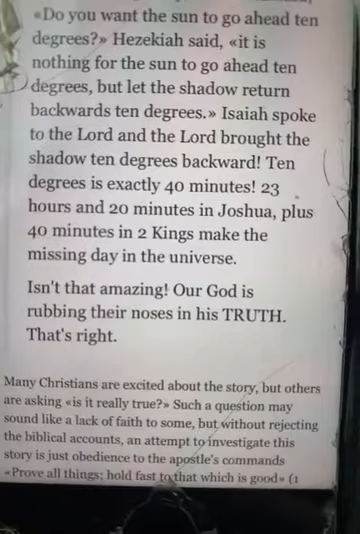 «Do you want the sun to go ahead ten
degrees?» Hezekiah said, «it is
nothing for the sun to go ahead ten
degrees, but let the shadow return
backwards ten degrees.» Isaiah spoke
to the Lord and the Lord brought the
shadow ten degrees backward! Ten
degrees is exactly 40 minutes! 23
hours and 20 minutes in Joshua, plus
40 minutes in 2 Kings make the
missing day in the universe.
Isn't that amazing! Our God is
rubbing their noses in his TRUTH.
That's right.
Many Christians are excited about the story, but others
are asking «is it really true?» Such a question may
sound like a lack of faith to some, but without rejecting
the biblical accounts, an attempt to investigate this
story is just obedience to the apostle's commands
«Prove all things; hold fast to that which is good» (1